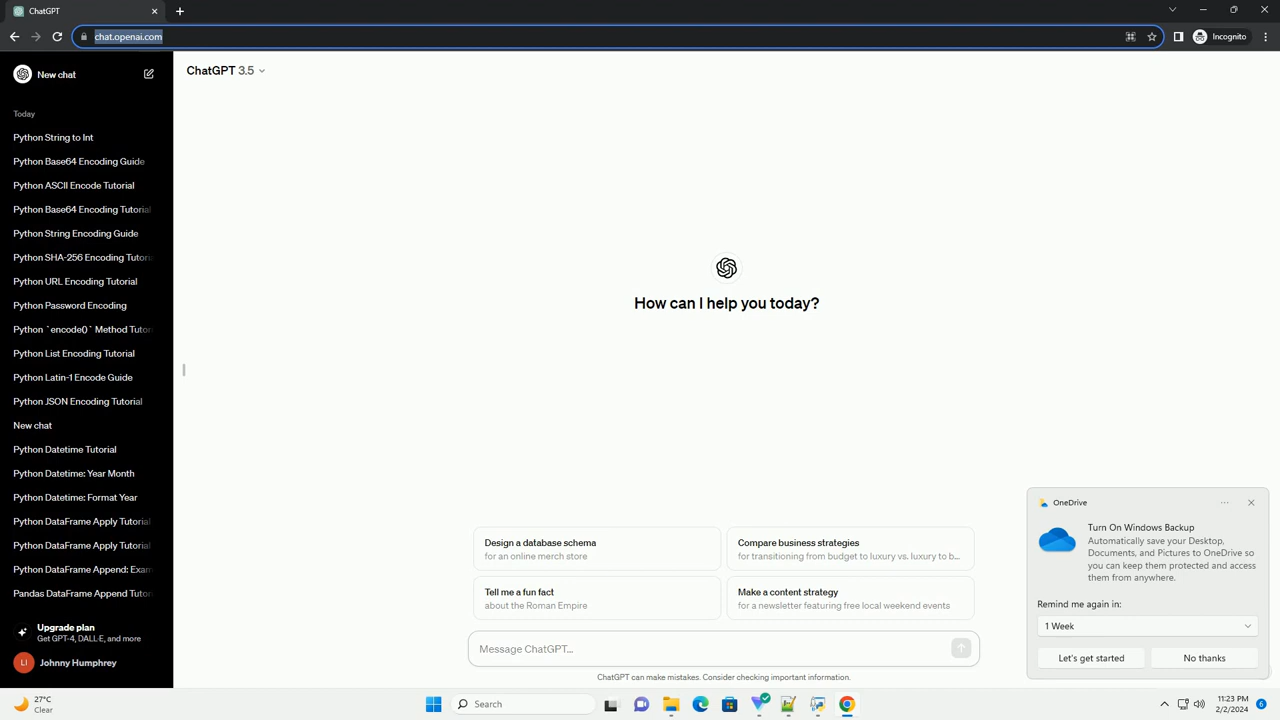 ChatGPT
chat.openai.com
Incognito
New chat
ChatGPT 3.5
Today
Python String to Int
Python Base64 Encoding Guide
Python ASCII Encode Tutorial
Python Base64 Encoding Tutorial
Python String Encoding Guide
Python SHA-256 Encoding Tutoria
Python URL Encoding Tutorial
Python Password Encoding
Python `encode()` Method Tutor
Python List Encoding Tutorial
Python Latin-1 Encode Guide
Python JSON Encoding Tutorial
New chat
Python Datetime Tutorial
Python Datetime: Year Month
Python Datetime: Format Year
Python DataFrame Apply Tutorial
Python DataFrame Apply Tutorial
Python DataFrame Append: Exam
Pandas DataFrame Append Tutor
Upgrade plan
Get GPT-4, DALL·E, and more
LI
Johnny Humphrey
How can I help you today?
Design a database schema
for an online merch store
Compare business strategies
for transitioning from budget to luxury vs. luxury to b...
Tell me a fun fact
about the Roman Empire
Make a content strategy
for a newsletter featuring free local weekend events
Message ChatGPT...
ChatGPT can make mistakes. Consider checking important information.
OneDrive
Turn On Windows Backup
Automatically save your Desktop,
Documents, and Pictures to OneDrive so
you can keep them protected and access
them from anywhere.
Remind me again in:
1 Week
Let's get started
No thanks
27°C
Clear
Search
11:23 PM
2/2/2024
6